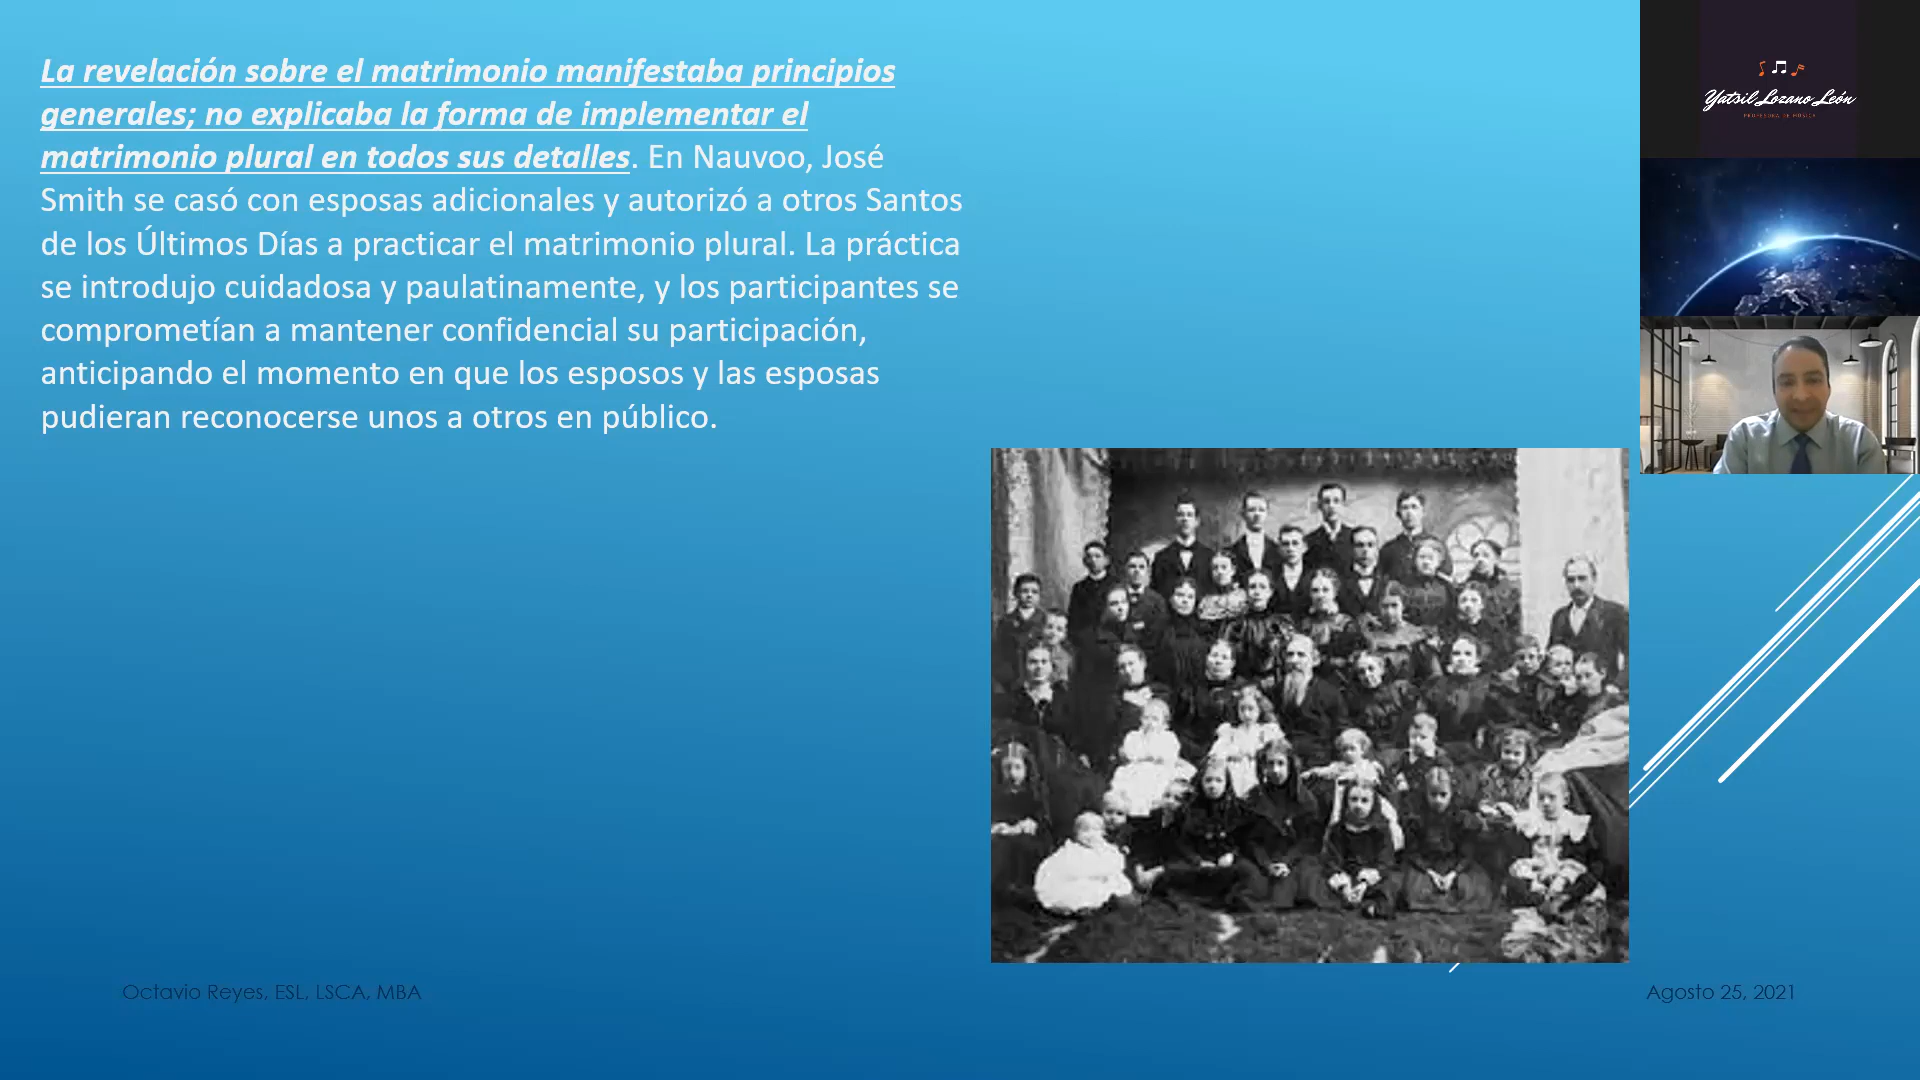 La revelación sobre el matrimonio manifestaba principios
generales; no explicaba la forma de implementar el
matrimonio plural en todos sus detalles. En Nauvoo, José
Smith se casó con esposas adicionales y autorizó a otros Santos
de los Últimos Días a practicar el matrimonio plural. La práctica
se introdujo cuidadosa y paulatinamente, y los participantes se
comprometían a mantener confidencial su participación,
anticipando el momento en que los esposos y las esposas
pudieran reconocerse unos a otros en público.
Yatsil Lozano León
PROFESORA DE MÚSICA
Octavio Reyes, ESL, LSCA, MBA
Agosto 25, 2021